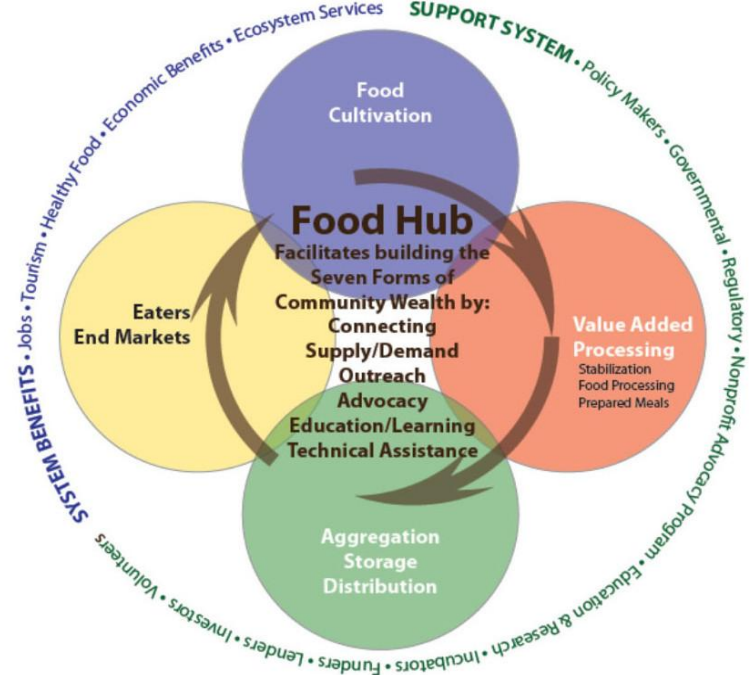 SYSTEM BENEFITS • Jobs • Tourism • Healthy Food • Economic Benefits • Ecosystem Services
SUPPORT SYSTEM • Policy Makers • Governmental • Regulatory • Nonprofit Advocacy Program • Education & Research • Incubators • Funders • Lenders • Investors • Volunteers
Food
Cultivation
Food Hub
Facilitates building the
Seven Forms of
Community Wealth by:
Connecting
Supply/Demand
Outreach
Advocacy
Education/Learning
Technical Assistance
Eaters
End Markets
Value Added
Processing
Stabilization
Food Processing
Prepared Meals
Aggregation
Storage
Distribution